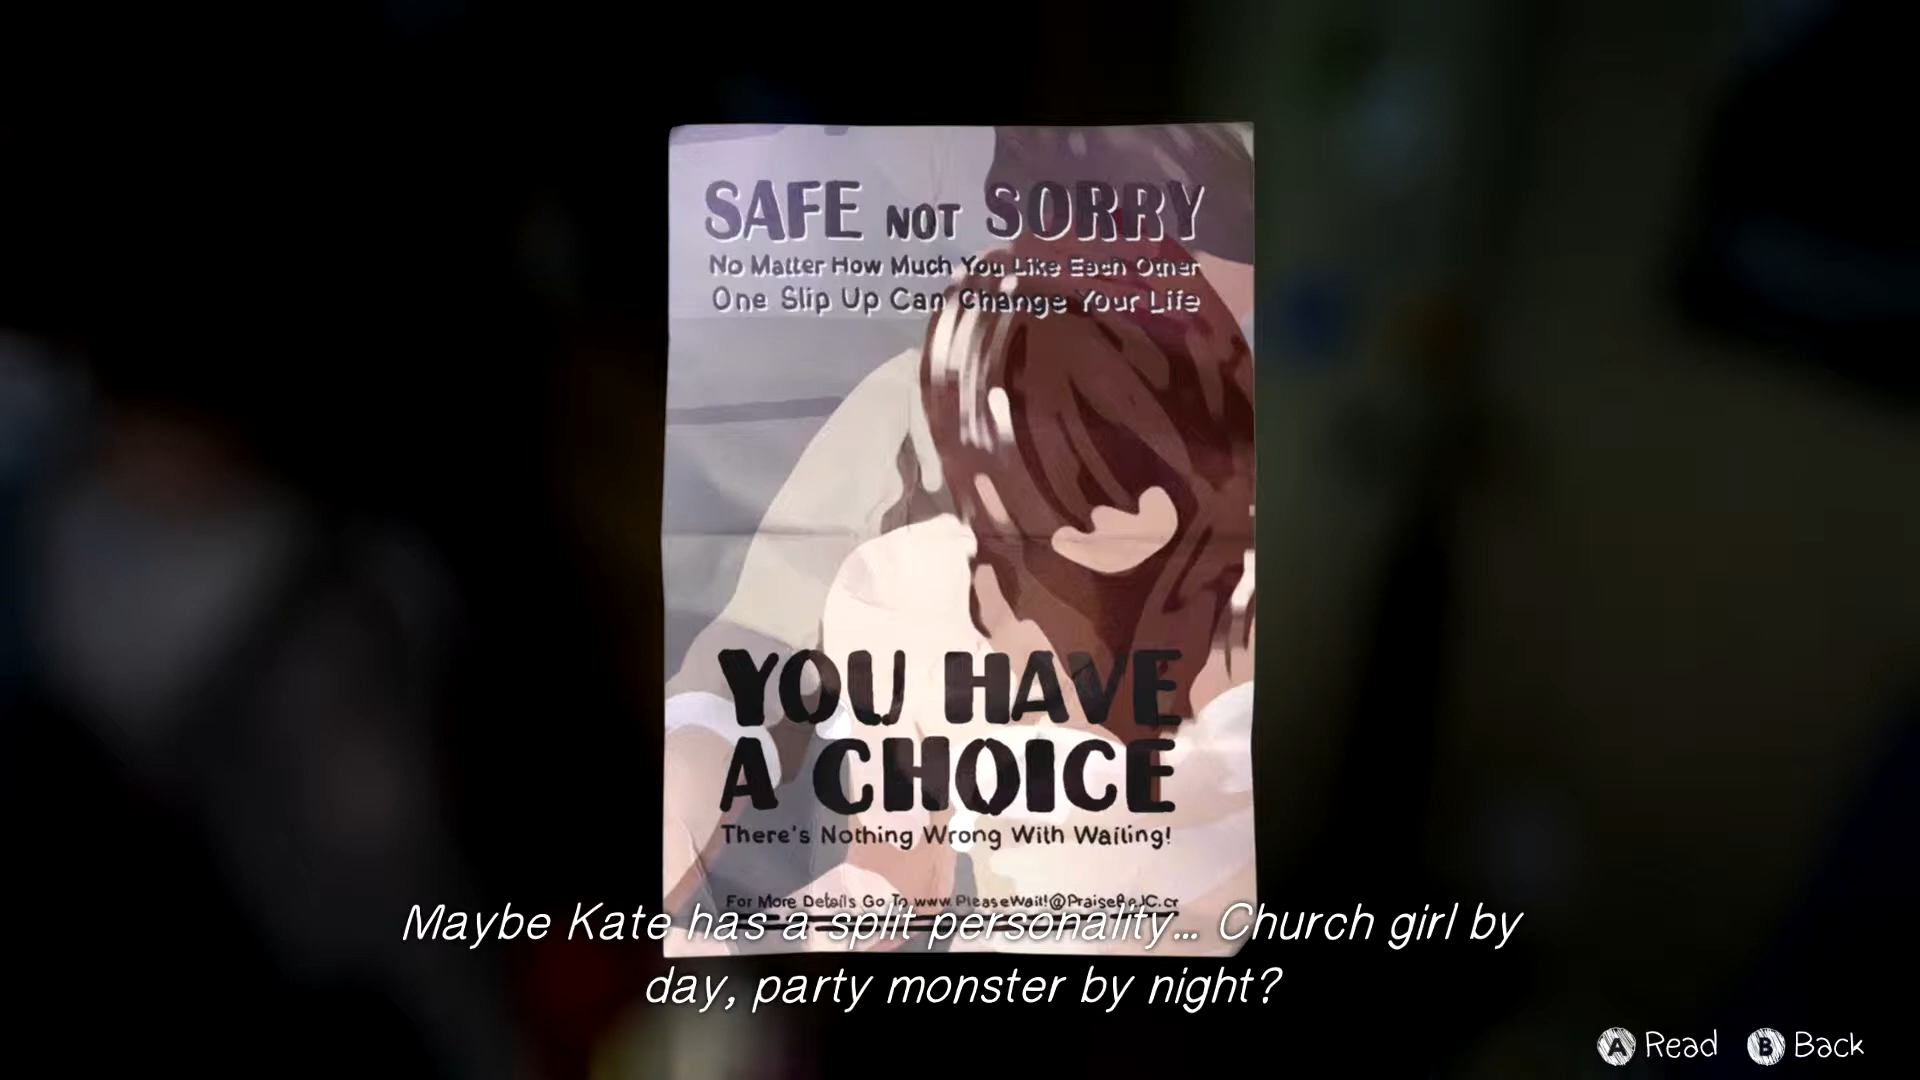 SAFE NOT SORRY
No Matter How Much You Like Each Other
One Slip Up Can Change Your Life
YOU HAVE
A CHOICE
There's Nothing Wrong With Waiting!
For More Details Go To www.PleaseWait!@PraiseBeJC.cr
Maybe Kate has a split personality... Church girl by
day, party monster by night?
A Read B Back